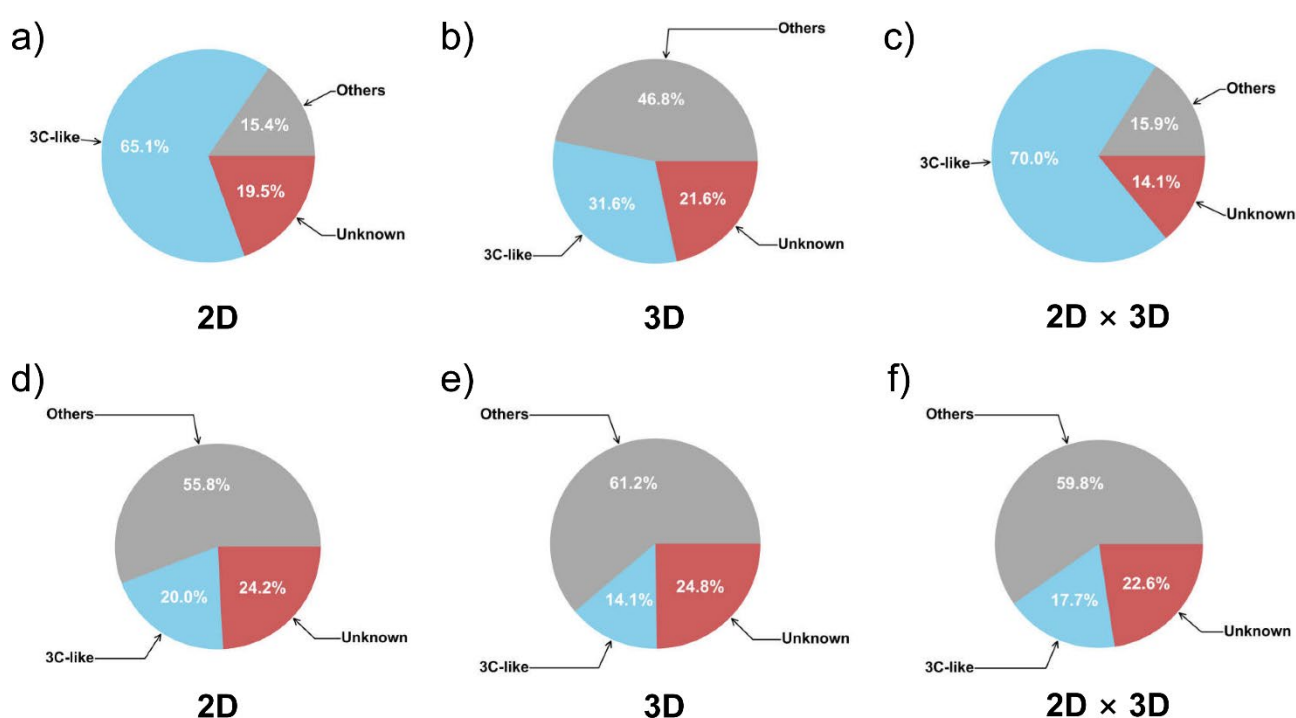 a)
Others
15.4%
3C-like
65.1%
19.5%
Unknown
2D
b)
Others
46.8%
31.6%
21.6%
3C-like
Unknown
3D
c)
Others
15.9%
3C-like
70.0%
14.1%
Unknown
2D × 3D
d)
Others
55.8%
20.0%
24.2%
3C-like
Unknown
2D
e)
Others
61.2%
14.1%
24.8%
3C-like
Unknown
3D
f)
Others
59.8%
17.7%
22.6%
3C-like
Unknown
2D × 3D